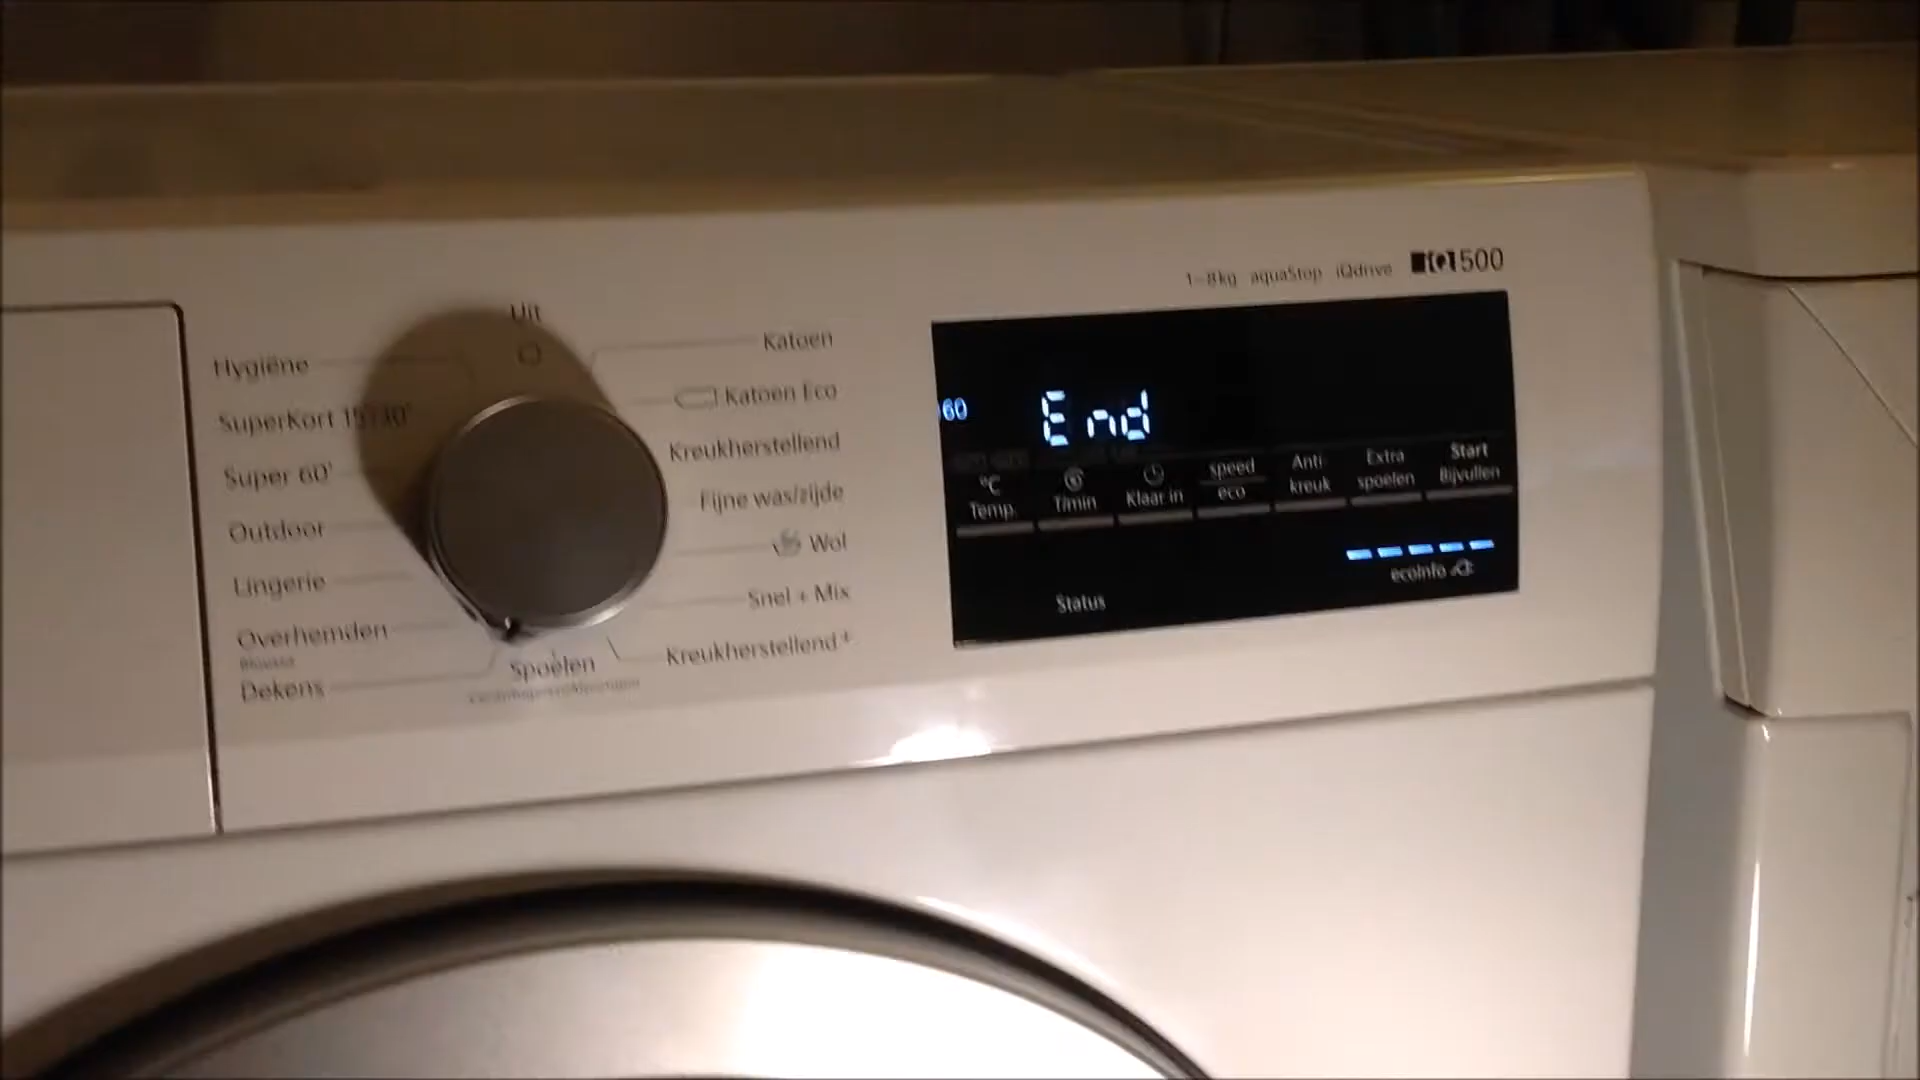 1-8kg aquaStop iQdrive iQ500
Uit
Hygiëne
SuperKort 15'/30'
Super 60'
Outdoor
Lingerie
Overhemden
Dekens
Spoelen
Katoen
Katoen Eco
Kreukherstellend
Fijne was/zijde
Wol
Snel + Mix
Kreukherstellend+
60 End
°C Temp.
T/min
Klaar in
speed
eco
Anti-
kreuk
Extra
spoelen
Start
Bijvullen
ecoInfo
Status